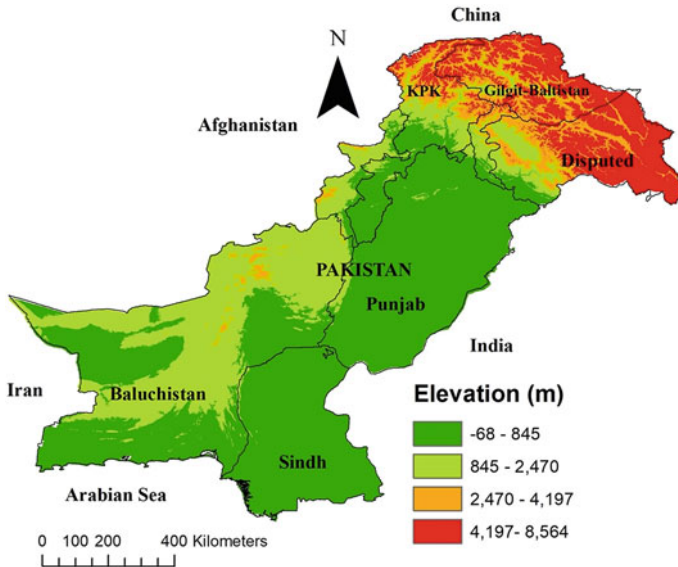 China
N
KPK
Gilgit-Baltistan
Afghanistan
Disputed
PAKISTAN
Punjab
India
Iran
Baluchistan
Elevation (m)
-68 - 845
Sindh
845 - 2,470
Arabian Sea
2,470 - 4,197
4,197- 8,564
0 100 200 400 Kilometers